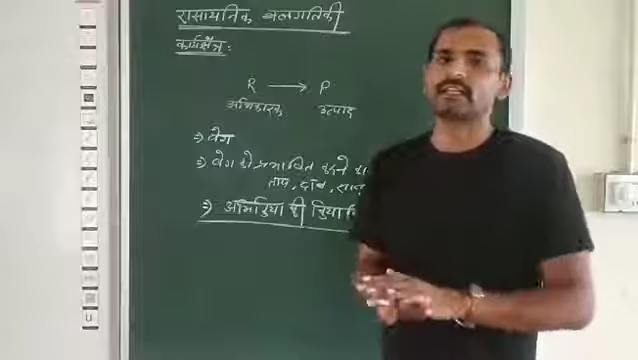 रासायनिक बलगतिकी
कार्यक्षेत्र:
R → P
अभिकारक उत्पाद
⇒ वेग
⇒ वेग को प्रभावित करने
ताप, दाब,
⇒ अभिक्रिया की